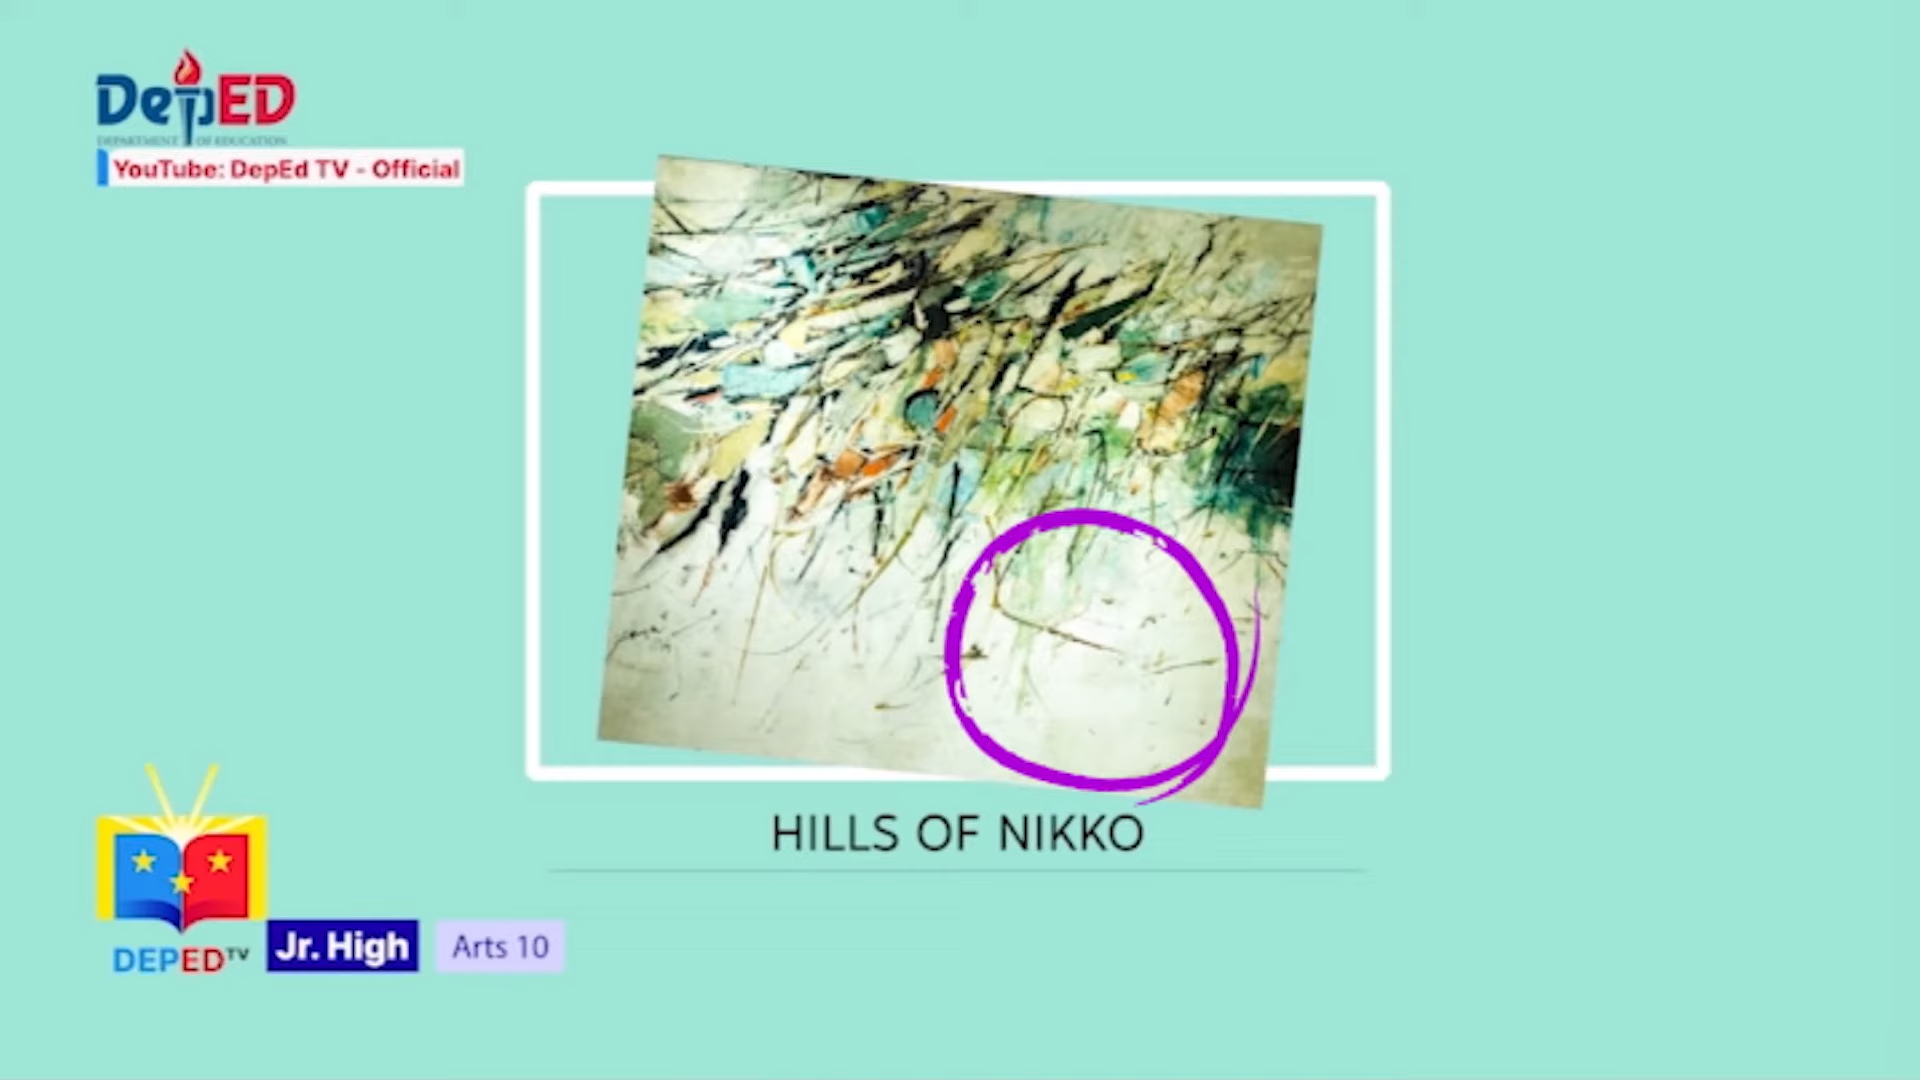 DepED
DEPARTMENT OF EDUCATION
YouTube: DepEd TV - Official
HILLS OF NIKKO
DEPED TV
Jr. High
Arts 10